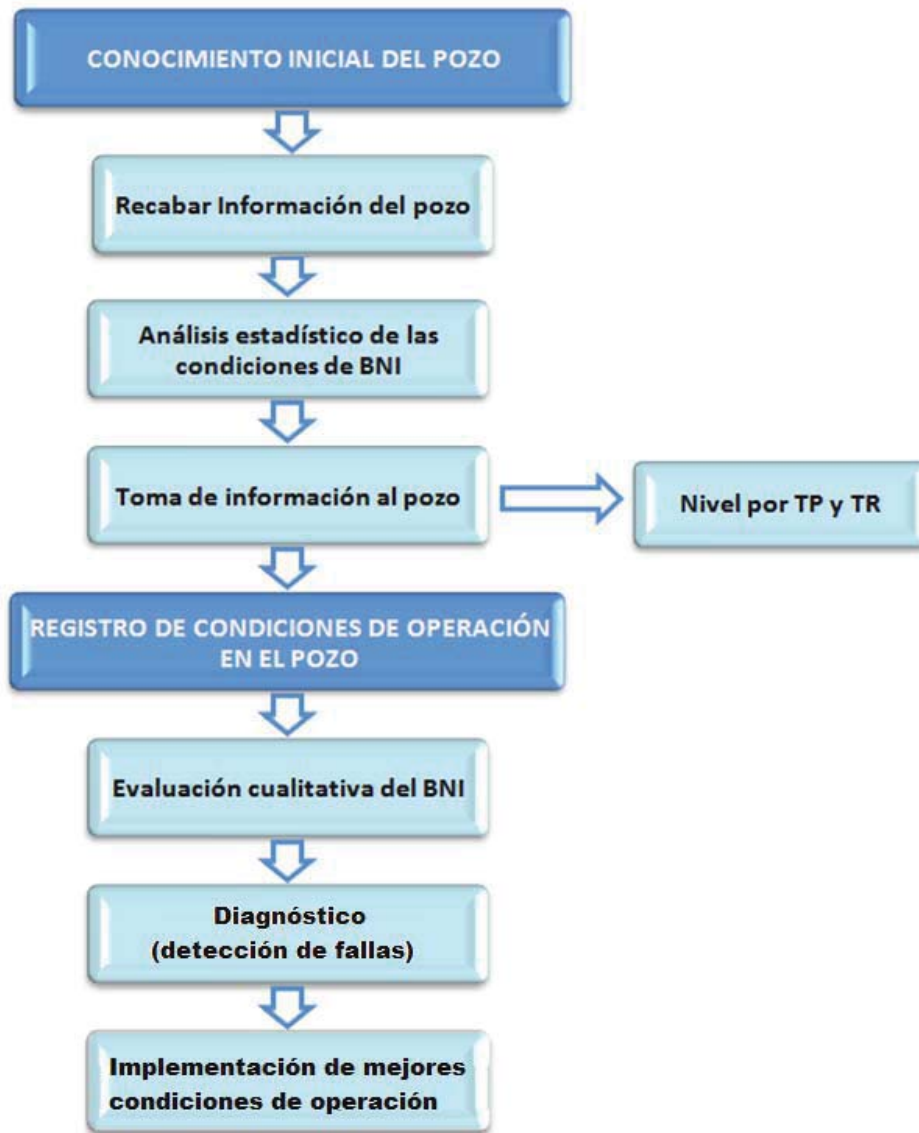 CONOCIMIENTO INICIAL DEL POZO
Recabar Información del pozo
Análisis estadístico de las
condiciones de BNI
Toma de información al pozo
Nivel por TP y TR
REGISTRO DE CONDICIONES DE OPERACIÓN
EN EL POZO
Evaluación cualitativa del BNI
Diagnóstico
(detección de fallas)
Implementación de mejores
condiciones de operación